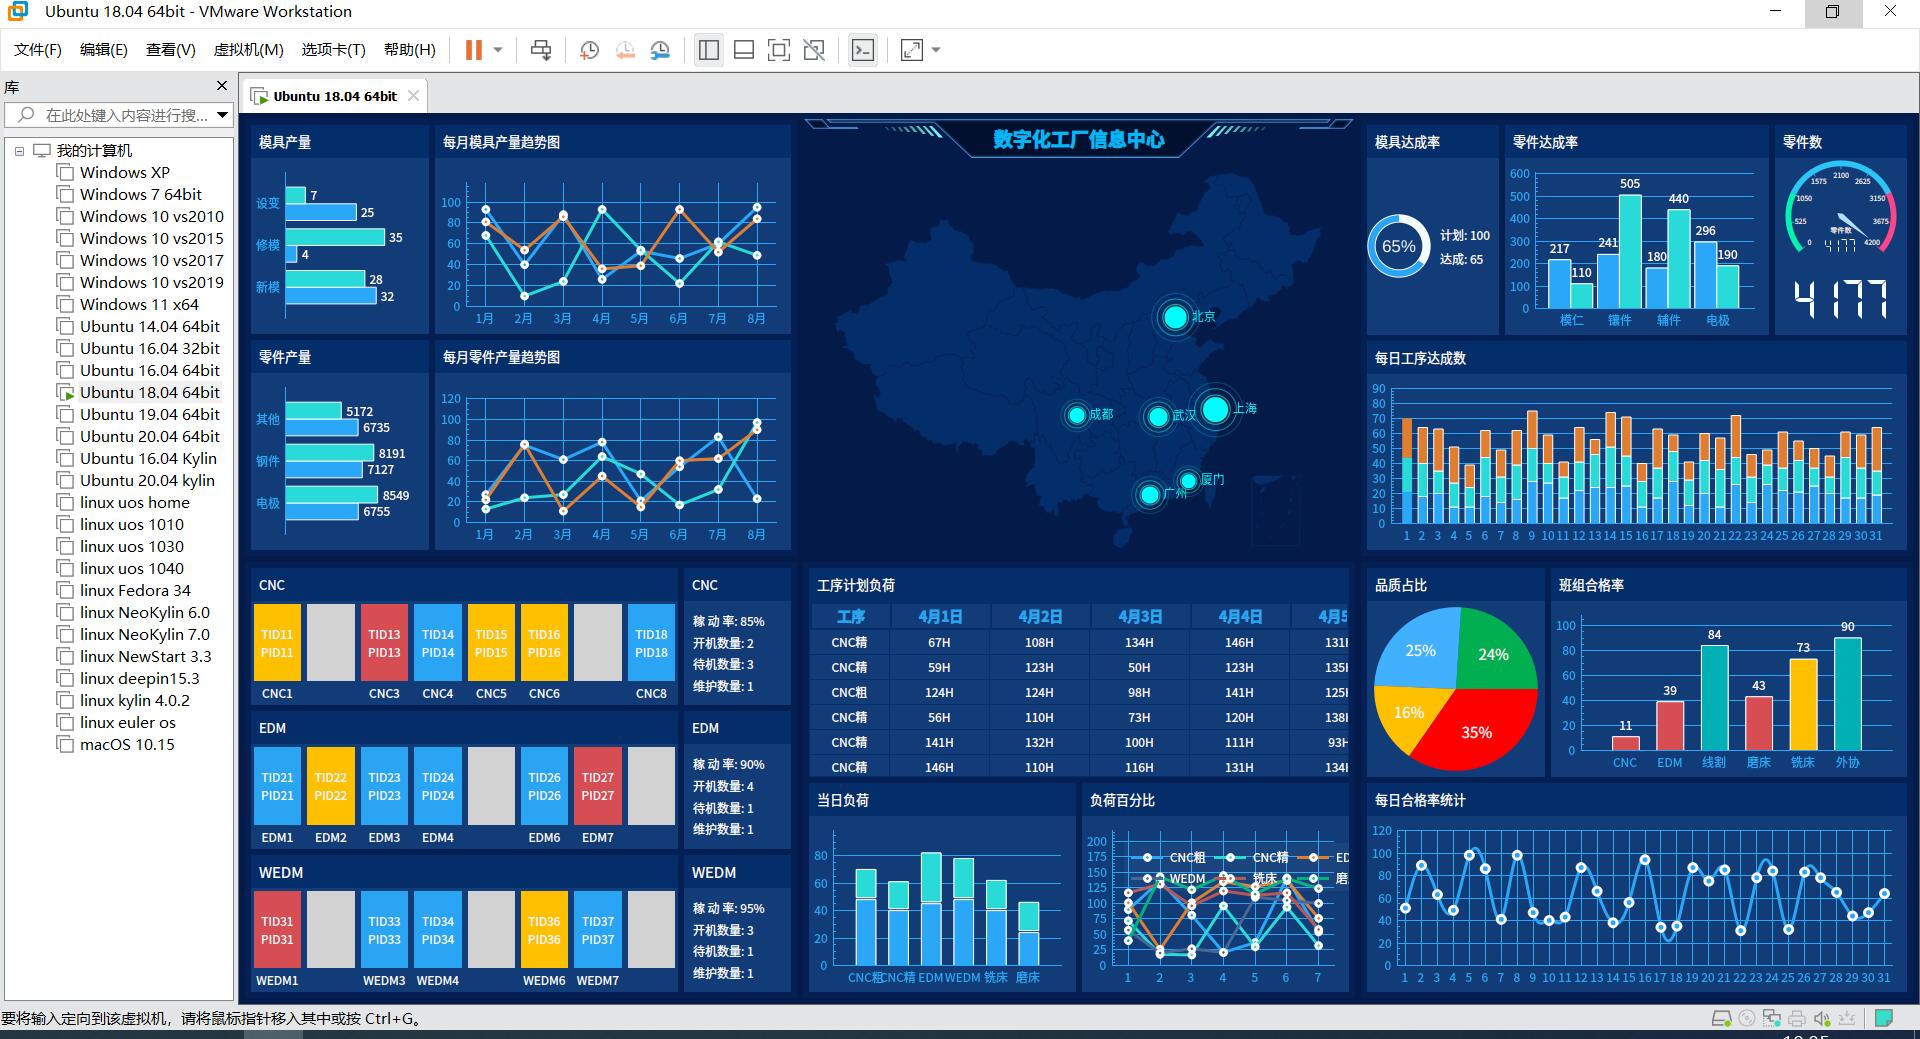 Ubuntu 18.04 64bit - VMware Workstation
文件(F) 编辑(E) 查看(V) 虚拟机(M) 选项卡(T) 帮助(H)
库
在此处键入内容进行搜...
我的计算机
Windows XP
Windows 7 64bit
Windows 10 vs2010
Windows 10 vs2015
Windows 10 vs2017
Windows 10 vs2019
Windows 11 x64
Ubuntu 14.04 64bit
Ubuntu 16.04 32bit
Ubuntu 16.04 64bit
Ubuntu 18.04 64bit
Ubuntu 19.04 64bit
Ubuntu 20.04 64bit
Ubuntu 16.04 Kylin
Ubuntu 20.04 kylin
linux uos home
linux uos 1010
linux uos 1030
linux uos 1040
linux Fedora 34
linux NeoKylin 6.0
linux NeoKylin 7.0
linux NewStart 3.3
linux deepin15.3
linux kylin 4.0.2
linux euler os
macOS 10.15
Ubuntu 18.04 64bit
模具产量
设变 7 25
修模 35 4
新模 28 32
每月模具产量趋势图
100
80
60
40
20
0
1月 2月 3月 4月 5月 6月 7月 8月
零件产量
其他 5172 6735
钢件 8191 7127
电极 8549 6755
每月零件产量趋势图
120
100
80
60
40
20
0
1月 2月 3月 4月 5月 6月 7月 8月
数字化工厂信息中心
北京
成都
武汉
上海
厦门
广州
模具达成率
65%
计划: 100
达成: 65
零件达成率
600
500
400
300
200
100
0
217 110 241 505 180 440 296 190
模仁 镶件 辅件 电极
零件数
0 525 1050 1575 2100 2625 3150 3675 4200
零件数
4177
4177
每日工序达成数
90
80
70
60
50
40
30
20
10
0
1 2 3 4 5 6 7 8 9 10 11 12 13 14 15 16 17 18 19 20 21 22 23 24 25 26 27 28 29 30 31
CNC
TID11 TID13 TID14 TID15 TID16 TID18
PID11 PID13 PID14 PID15 PID16 PID18
CNC1 CNC3 CNC4 CNC5 CNC6 CNC8
CNC
稼 动 率: 85%
开机数量: 2
待机数量: 3
维护数量: 1
EDM
TID21 TID22 TID23 TID24 TID26 TID27
PID21 PID22 PID23 PID24 PID26 PID27
EDM1 EDM2 EDM3 EDM4 EDM6 EDM7
EDM
稼 动 率: 90%
开机数量: 4
待机数量: 1
维护数量: 1
WEDM
TID31 TID33 TID34 TID36 TID37
PID31 PID33 PID34 PID36 PID37
WEDM1 WEDM3 WEDM4 WEDM6 WEDM7
WEDM
稼 动 率: 95%
开机数量: 3
待机数量: 1
维护数量: 1
工序计划负荷
工序 4月1日 4月2日 4月3日 4月4日 4月5
CNC精 67H 108H 134H 146H 131H
CNC精 59H 123H 50H 123H 135H
CNC粗 124H 124H 98H 141H 125H
CNC精 56H 110H 73H 120H 138H
CNC精 141H 132H 100H 111H 93H
CNC精 146H 110H 116H 131H 134H
当日负荷
80
60
40
20
0
CNC粗 CNC精 EDM WEDM 铣床 磨床
负荷百分比
200
175
150
125
100
75
50
25
0
CNC粗 CNC精 ED
WEDM 铣床 磨
1 2 3 4 5 6 7
品质占比
25% 24%
16% 35%
班组合格率
100
80
60
40
20
0
11 39 84 43 73 90
CNC EDM 线割 磨床 铣床 外协
每日合格率统计
120
100
80
60
40
20
0
1 2 3 4 5 6 7 8 9 10 11 12 13 14 15 16 17 18 19 20 21 22 23 24 25 26 27 28 29 30 31
要将输入定向到该虚拟机，请将鼠标指针移入其中或按 Ctrl+G。